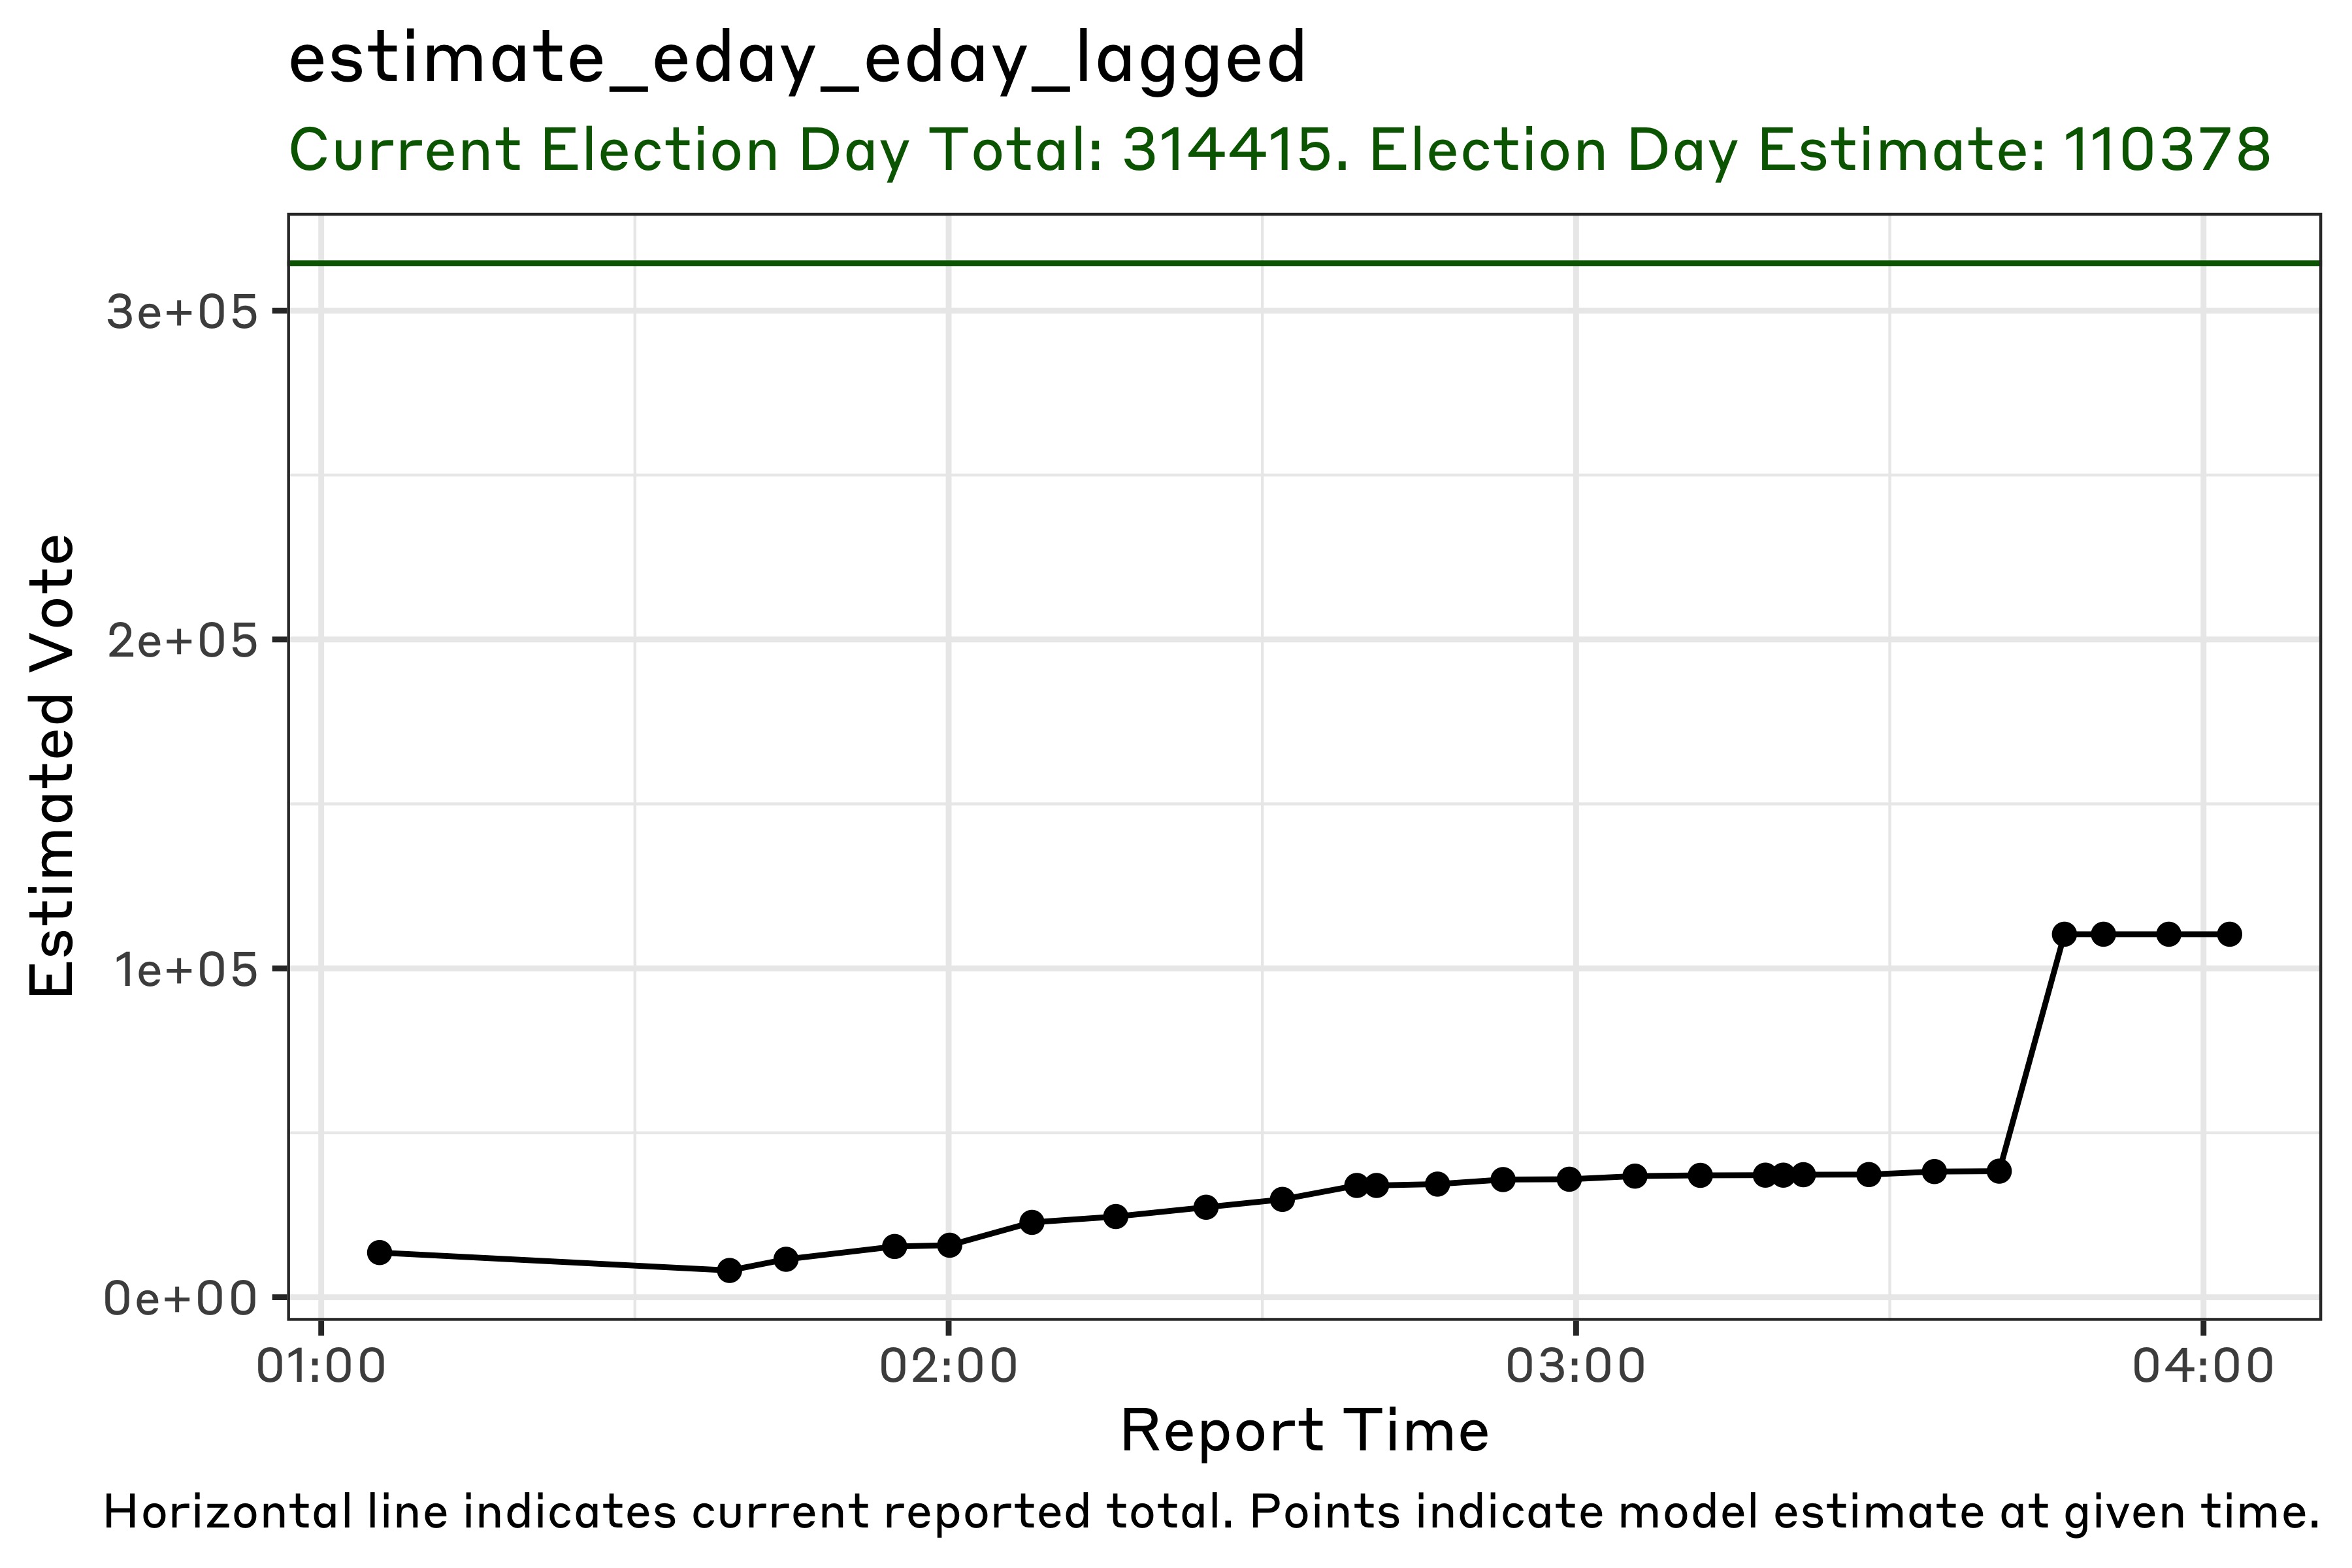 estimate_eday_eday_lagged
Current Election Day Total: 314415. Election Day Estimate: 110378
Estimated Vote
3e+05
2e+05
1e+05
0e+00
01:00 02:00 03:00 04:00
Report Time
Horizontal line indicates current reported total. Points indicate model estimate at given time.